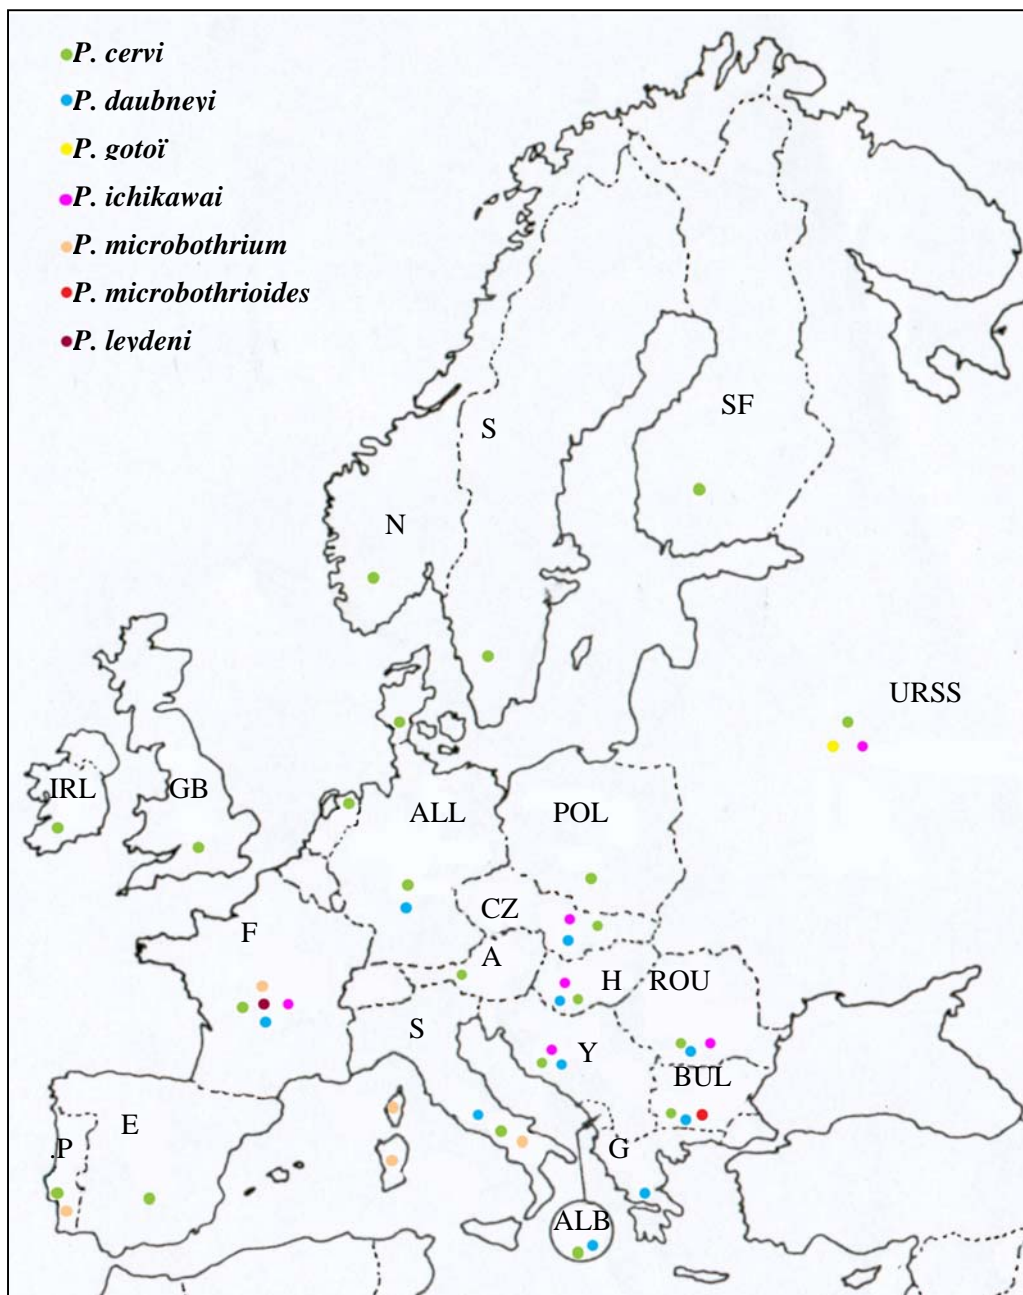 P. cervi
P. daubneyi
P. gotoï
P. ichikawai
P. microbothrium
P. microbothrioides
P. leydeni
SF
S
N
URSS
IRL
GB
ALL
POL
CZ
F
A
H
ROU
S
Y
BUL
E
.P
G
ALB